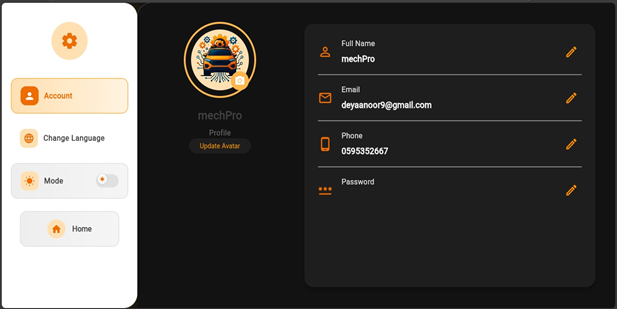 Account
Change Language
Mode
Home
mechPro
Profile
Update Avatar
Full Name
mechPro
Email
deyaanoor9@gmail.com
Phone
0595352667
Password